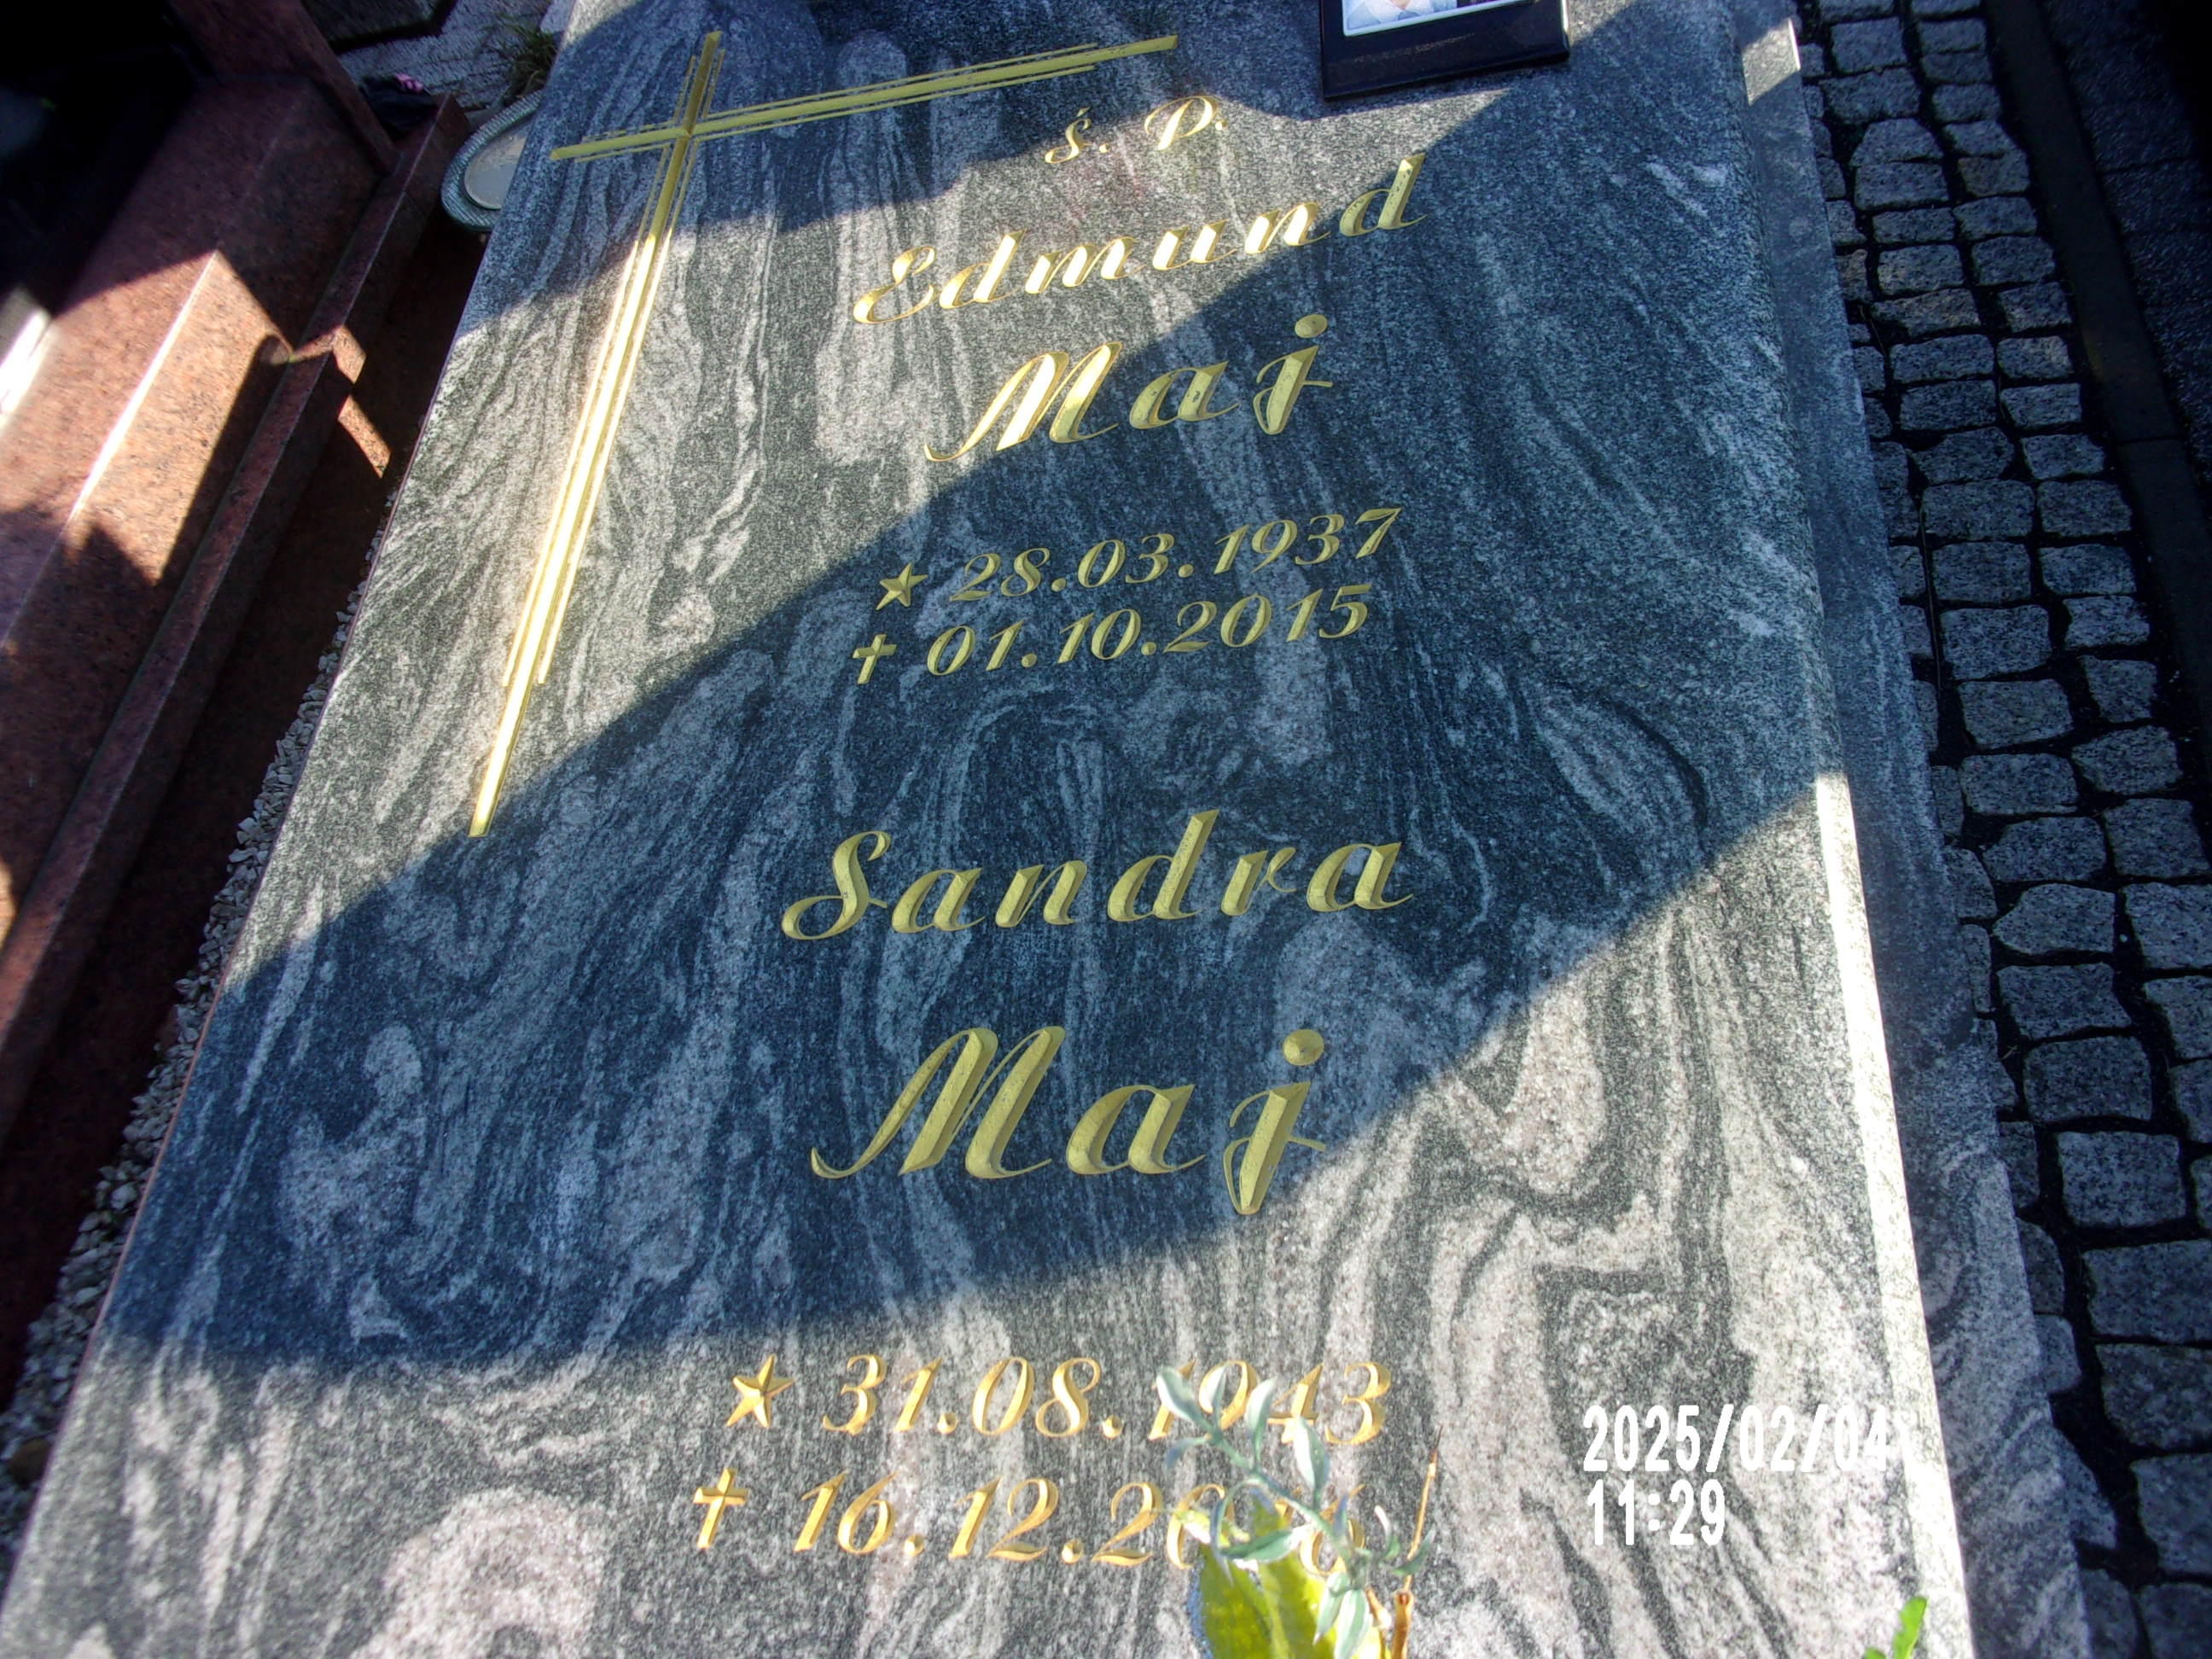 Ś. P.
Edmund
Maj
★ 28.03.1937
✝ 01.10.2015
Sandra
Maj
★ 31.08.1943
✝ 16.12.
2025/02/04
11:29